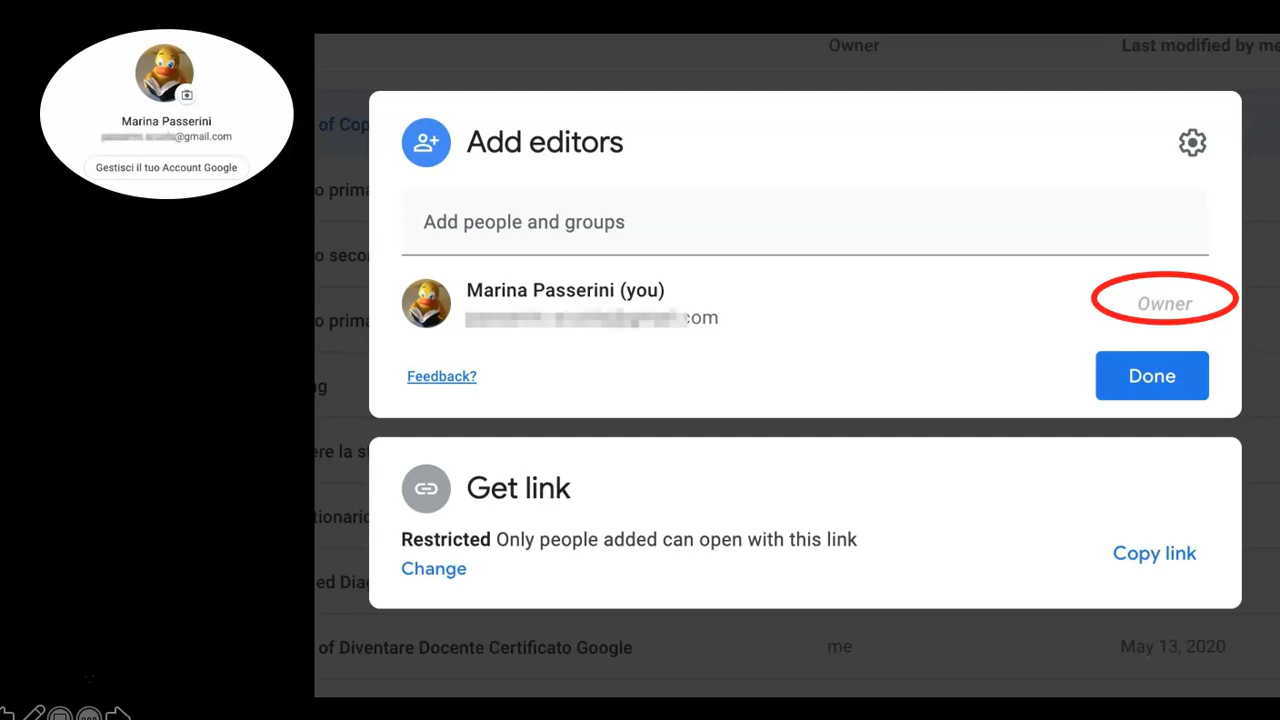 Marina Passerini
@gmail.com
Gestisci il tuo Account Google
Owner
Last modified by me
of Cop
Add editors
o prima
Add people and groups
o seco
Marina Passerini (you)
Owner
o prima
com
Feedback?
Done
ng
ere la s
Get link
tionario
Restricted Only people added can open with this link
Change
Copy link
ed Diag
of Diventare Docente Certificato Google
me
May 13, 2020